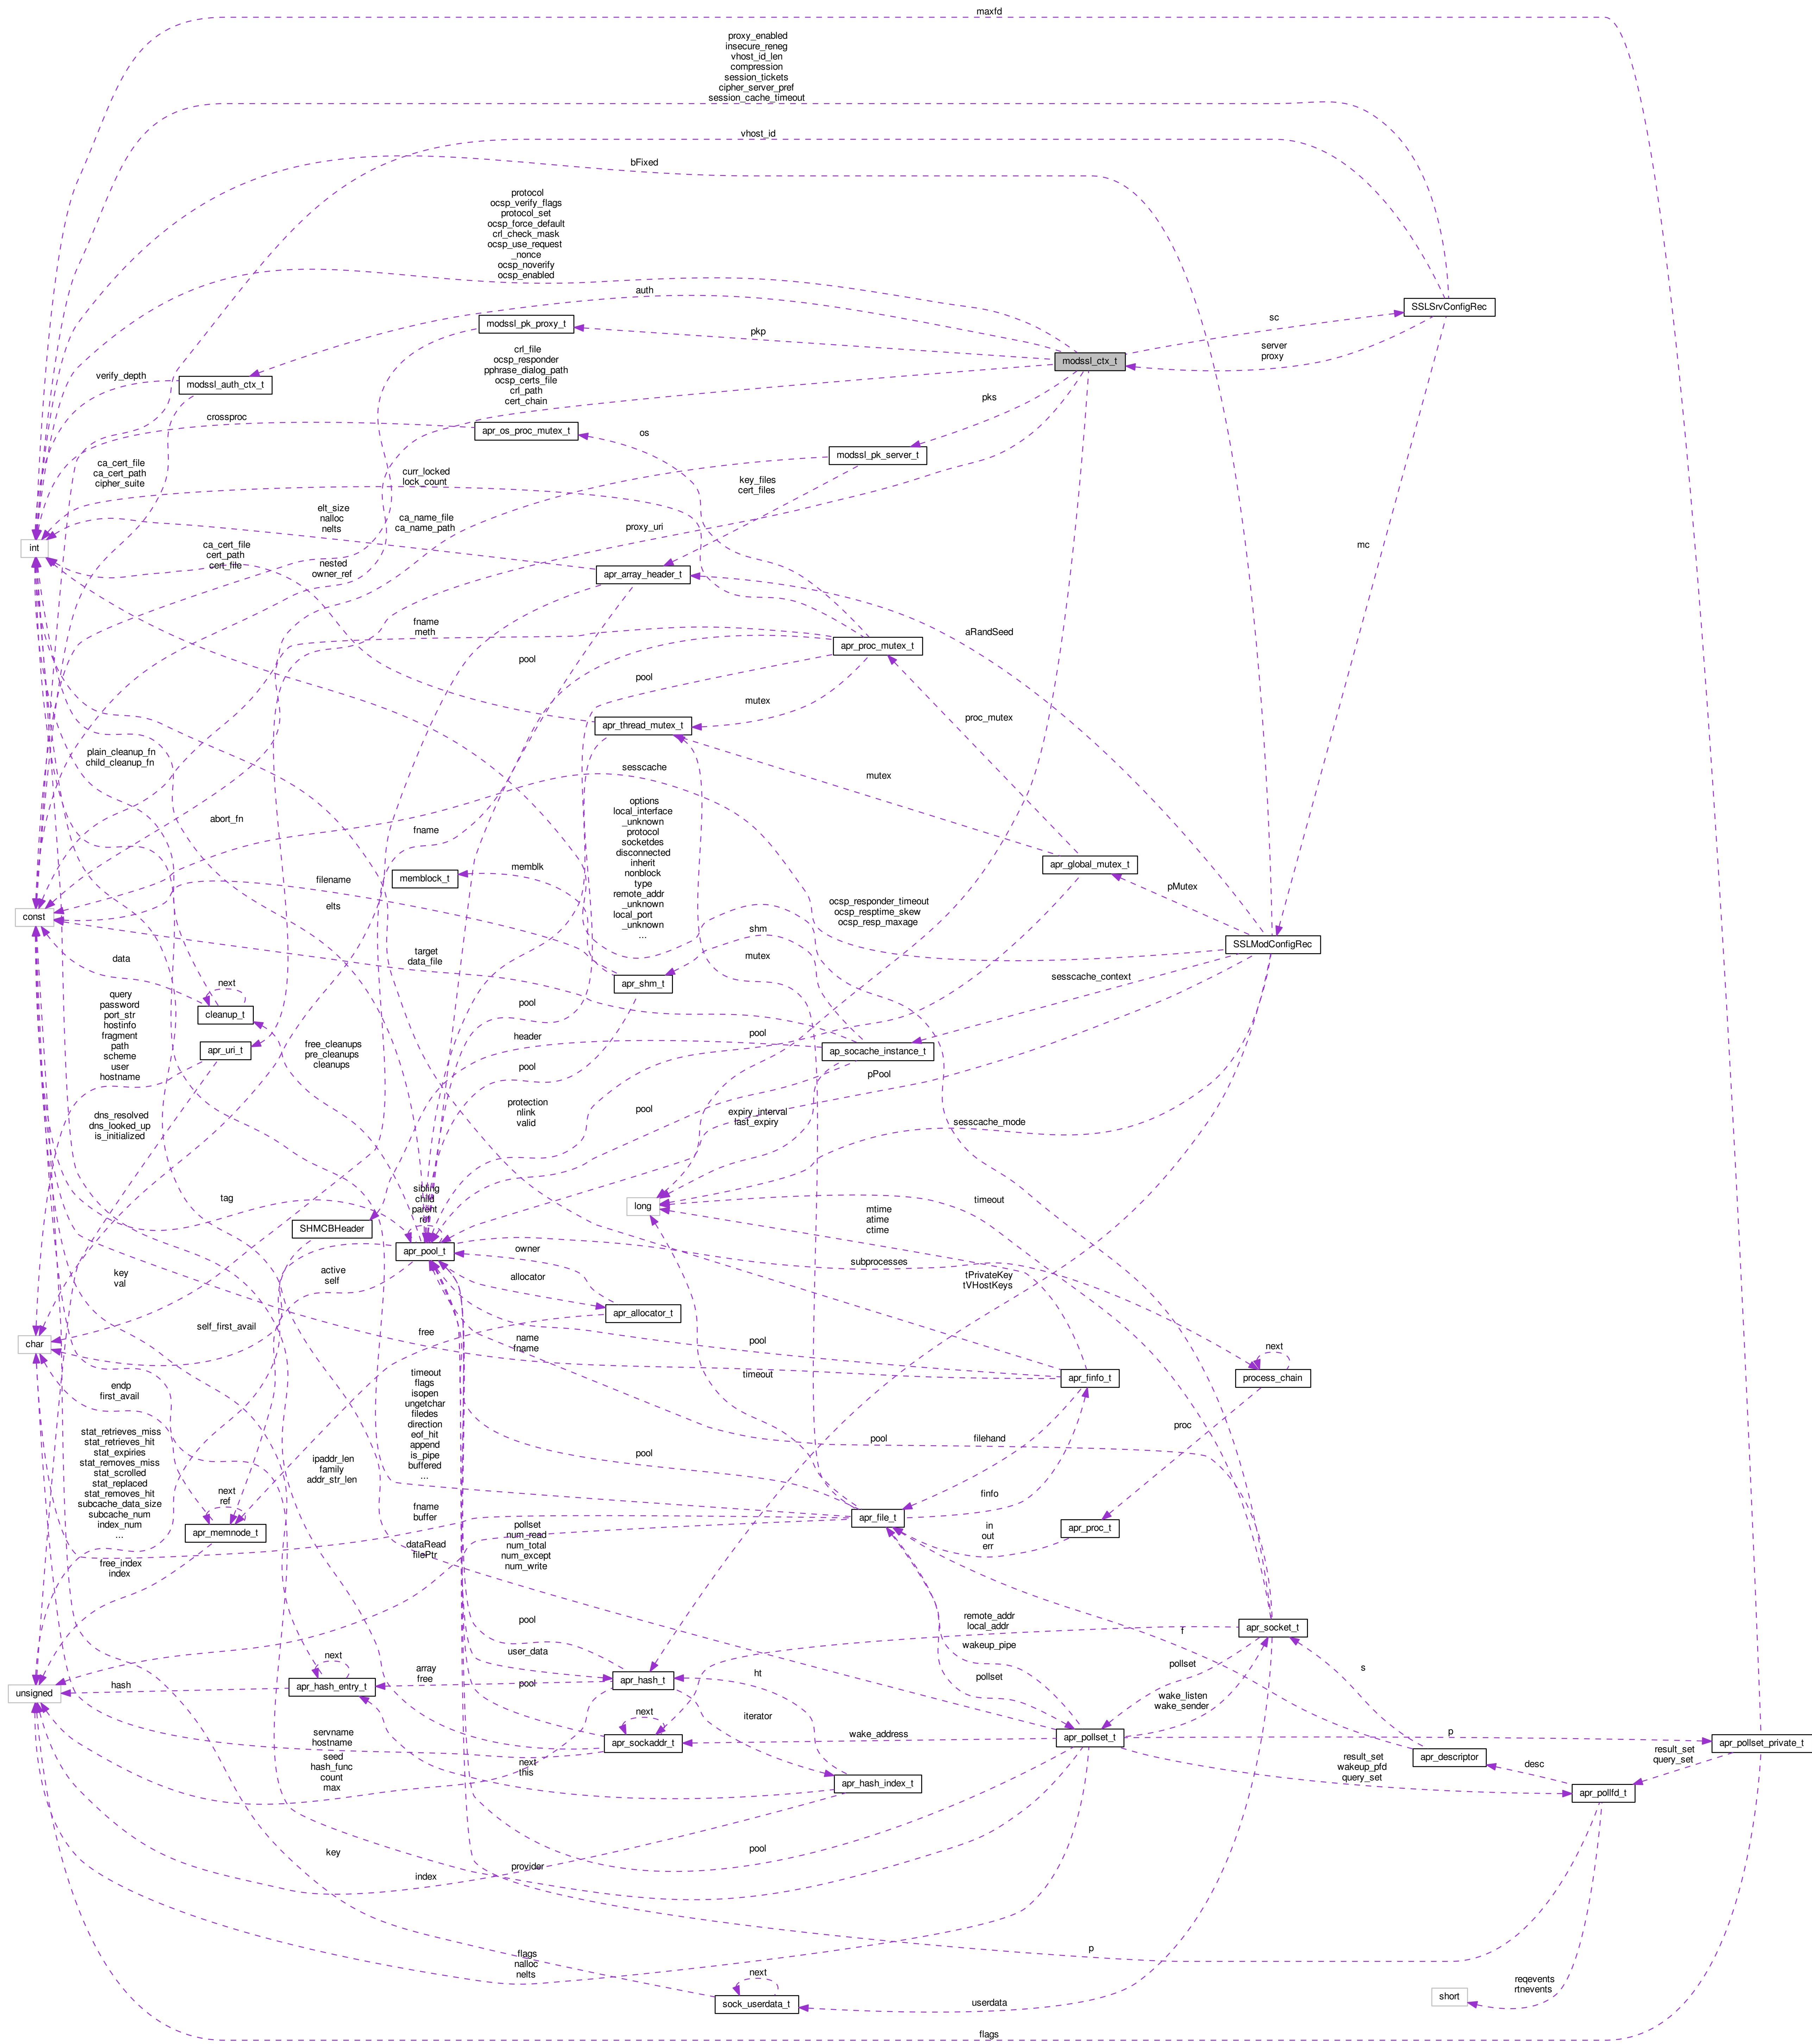 maxfd
proxy_enabled
insecure_reneg
vhost_id_len
compression
session_tickets
cipher_server_pref
session_cache_timeout
vhost_id
bFixed
protocol
ocsp_verify_flags
protocol_set
ocsp_force_default
crl_check_mask
ocsp_use_request
_nonce
ocsp_noverify
ocsp_enabled
auth
SSLSrvConfigRec
sc
modssl_pk_proxy_t
pkp
server
proxy
modssl_ctx_t
crl_file
ocsp_responder
pphrase_dialog_path
ocsp_certs_file
crl_path
cert_chain
verify_depth
modssl_auth_ctx_t
pks
crossproc
apr_os_proc_mutex_t
os
modssl_pk_server_t
ca_cert_file
ca_cert_path
cipher_suite
curr_locked
lock_count
key_files
cert_files
elt_size
nalloc
nelts
ca_name_file
ca_name_path
proxy_uri
mc
int
ca_cert_file
cert_path
cert_file
nested
owner_ref
apr_array_header_t
fname
meth
aRandSeed
apr_proc_mutex_t
pool
pool
mutex
proc_mutex
apr_thread_mutex_t
plain_cleanup_fn
child_cleanup_fn
sesscache
mutex
abort_fn
fname
options
local_interface
_unknown
protocol
socketdes
disconnected
inherit
nonblock
type
remote_addr
_unknown
local_port
_unknown
...
memblock_t
memblk
apr_global_mutex_t
filename
elts
pMutex
const
ocsp_responder_timeout
ocsp_resptime_skew
ocsp_resp_maxage
shm
SSLModConfigRec
data
target
data_file
mutex
sesscache_context
next
apr_shm_t
cleanup_t
query
password
port_str
hostinfo
fragment
path
scheme
user
hostname
pool
apr_uri_t
free_cleanups
pre_cleanups
cleanups
header
pool
ap_socache_instance_t
pool
pPool
dns_resolved
dns_looked_up
is_initialized
protection
nlink
valid
pool
expiry_interval
last_expiry
sesscache_mode
tag
sibling
child
parent
ref
long
timeout
SHMCBHeader
mtime
atime
ctime
apr_pool_t
owner
subprocesses
key
val
active
self
allocator
tPrivateKey
tVHostKeys
apr_allocator_t
char
self_first_avail
free
name
fname
pool
next
apr_finfo_t
process_chain
endp
first_avail
timeout
flags
isopen
ungetchar
filedes
direction
eof_hit
append
is_pipe
buffered
...
timeout
proc
stat_retrieves_miss
stat_retrieves_hit
stat_expiries
stat_removes_miss
stat_scrolled
stat_replaced
stat_removes_hit
subcache_data_size
subcache_num
index_num
...
ipaddr_len
family
addr_str_len
pool
pool
filehand
next
ref
finfo
fname
buffer
apr_file_t
apr_proc_t
apr_memnode_t
in
out
err
dataRead
filePtr
pollset
num_read
num_total
num_except
num_write
free_index
index
pool
remote_addr
local_addr
f
apr_socket_t
user_data
wakeup_pipe
next
array
free
ht
pollset
pollset
s
apr_hash_t
hash
apr_hash_entry_t
pool
unsigned
wake_listen
wake_sender
next
iterator
servname
hostname
apr_sockaddr_t
wake_address
apr_pollset_t
p
apr_pollset_private_t
seed
hash_func
count
max
next
this
apr_hash_index_t
result_set
wakeup_pfd
query_set
apr_descriptor
desc
result_set
query_set
apr_pollfd_t
key
index
provider
pool
flags
nalloc
nelts
p
next
sock_userdata_t
userdata
reqevents
rtnevents
short
flags